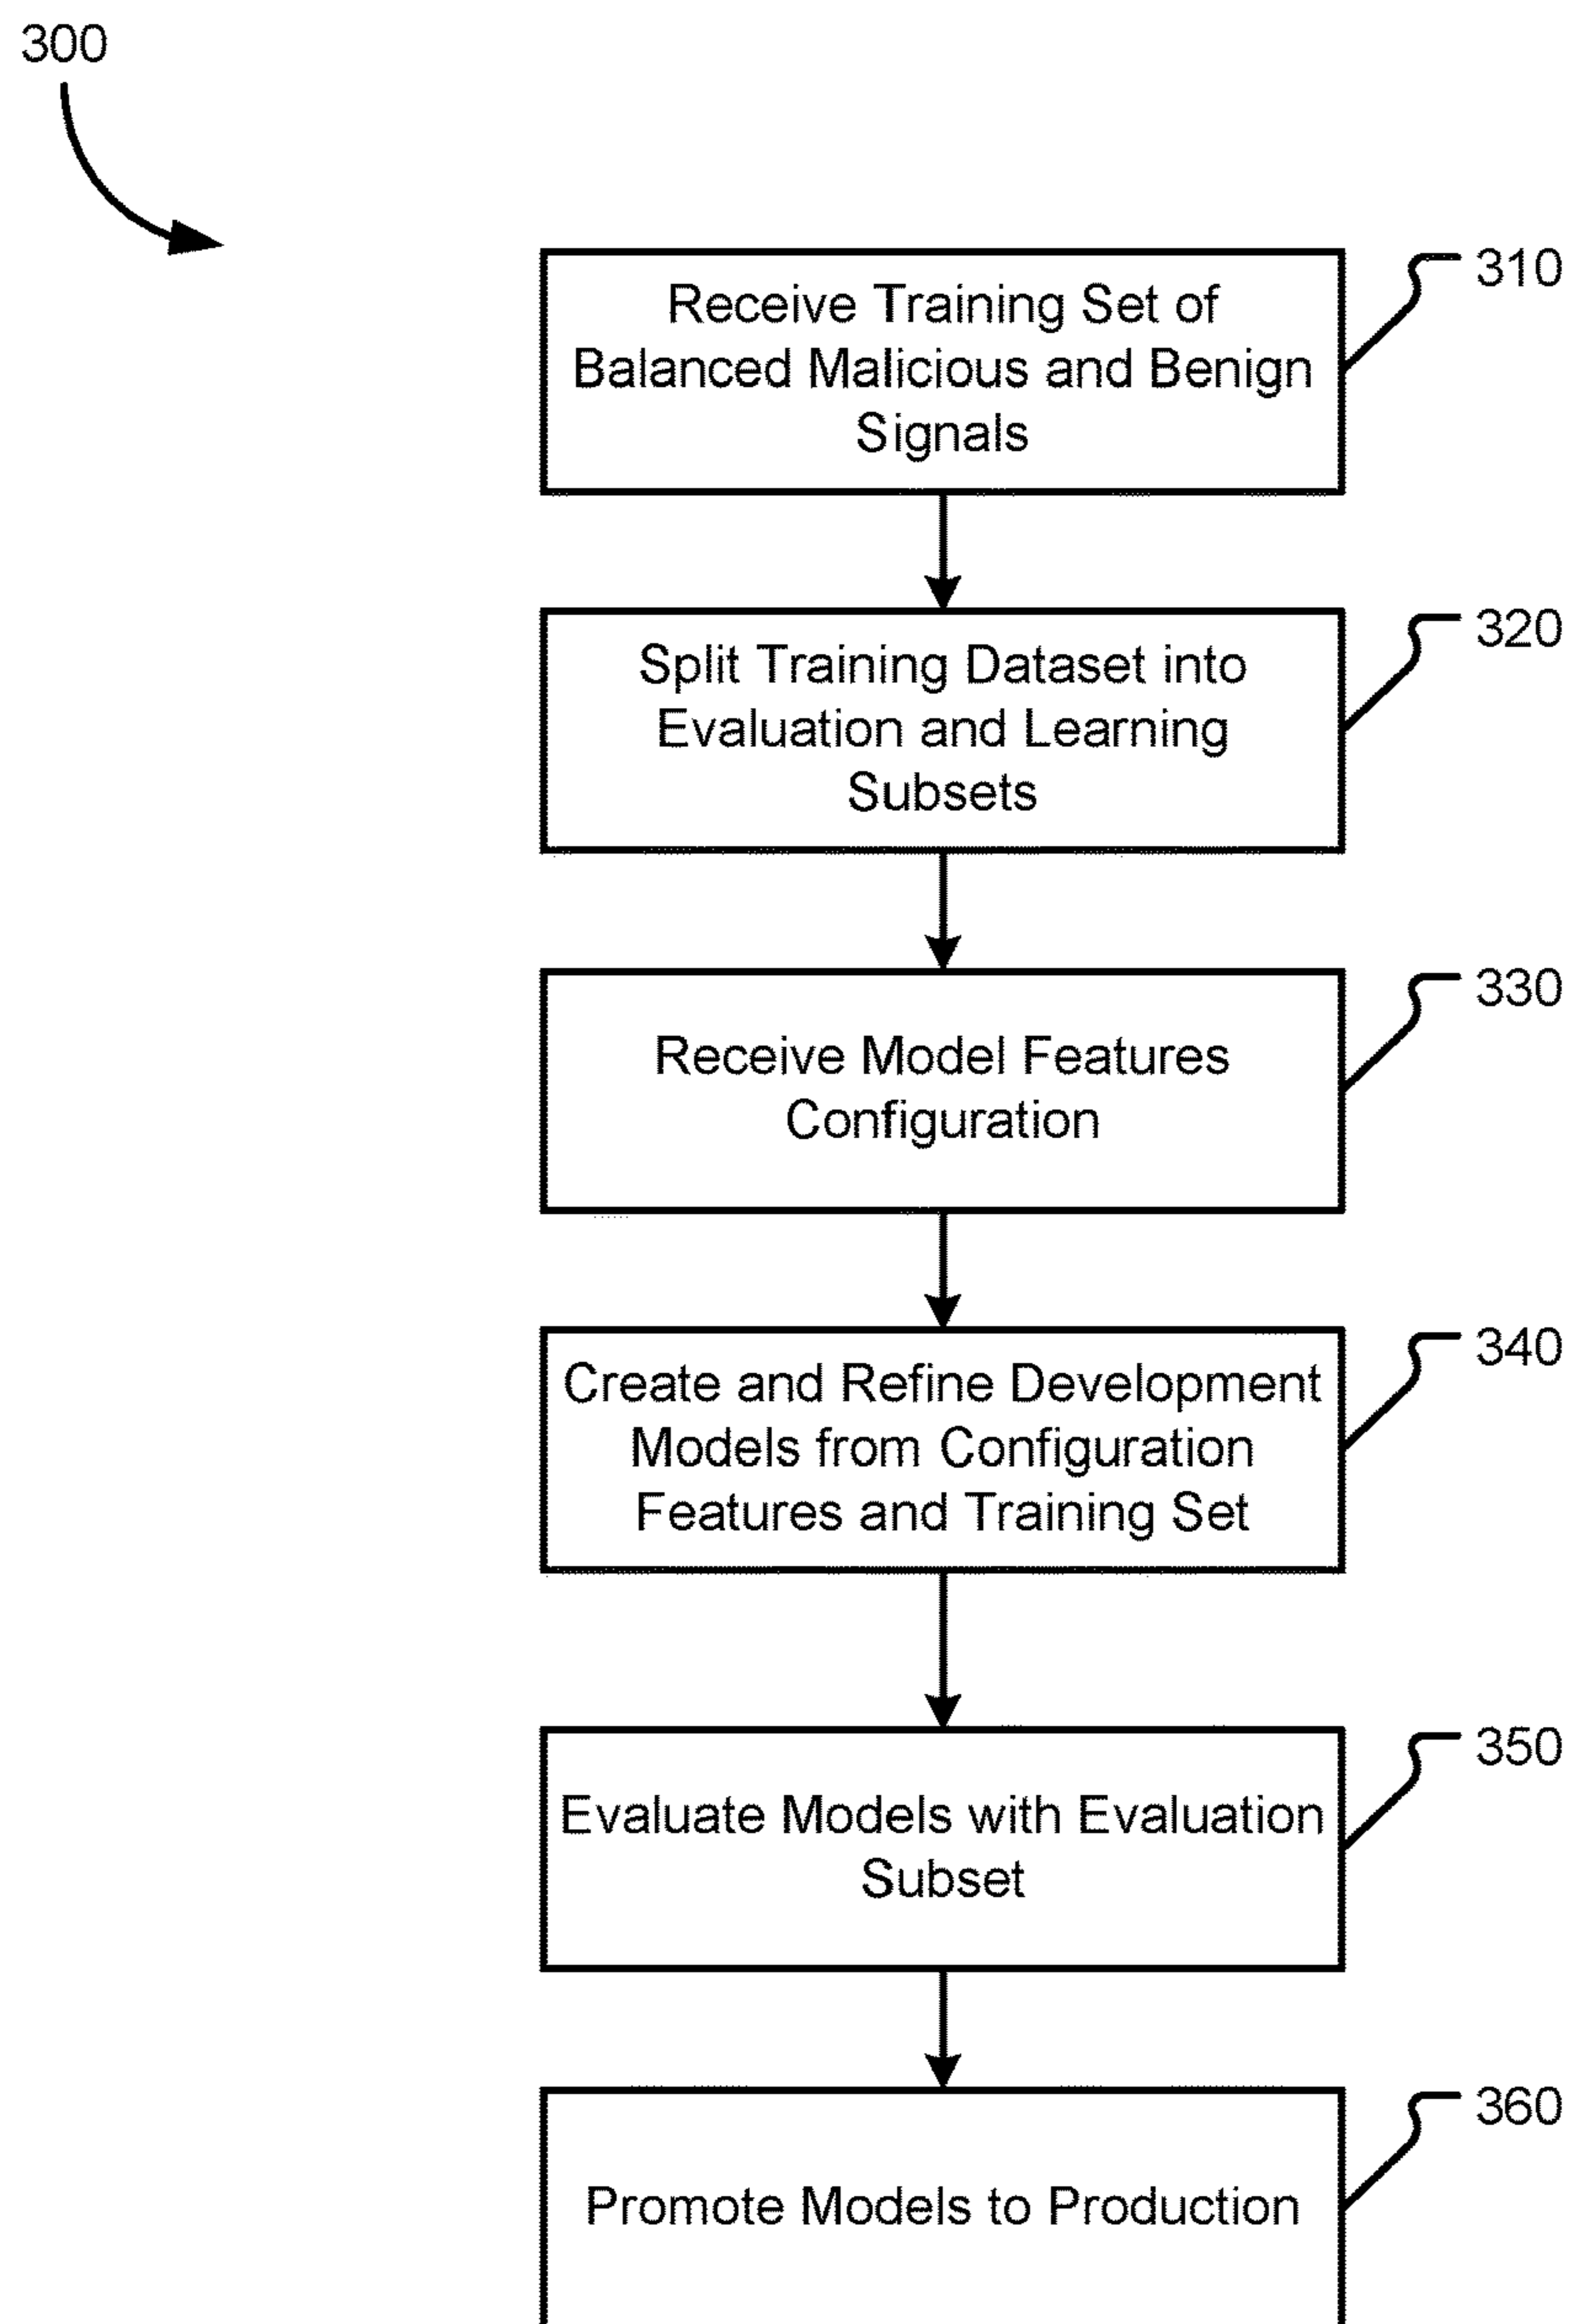 300
310
Receive Training Set of
Balanced Malicious and Benign
Signals
320
Split Training Dataset into
Evaluation and Learning
Subsets
330
Receive Model Features
Configuration
340
Create and Refine Development
Models from Configuration
Features and Training Set
350
Evaluate Models with Evaluation
Subset
360
Promote Models to Production